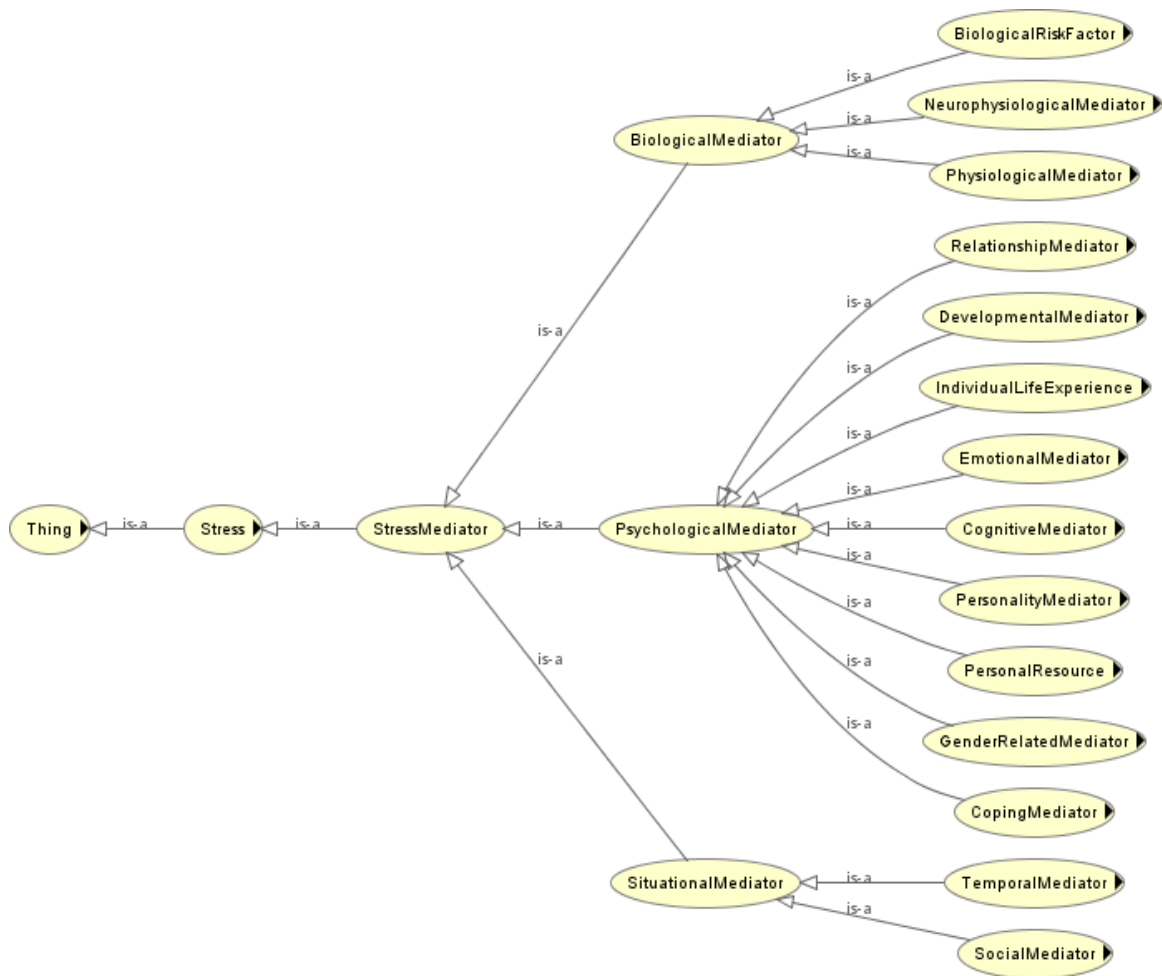 BiologicalRiskFactor
is-a
NeurophysiologicalMediator
is-a
BiologicalMediator
is-a
PhysiologicalMediator
RelationshipMediator
is-a
DevelopmentalMediator
is-a
is-a
IndividualLifeExperience
is-a
EmotionalMediator
is-a
Thing
is-a
Stress
is-a
StressMediator
is-a
PsychologicalMediator
is-a
CognitiveMediator
is-a
PersonalityMediator
is-a
is-a
PersonalResource
is-a
is-a
GenderRelatedMediator
is-a
CopingMediator
SituationalMediator
is-a
TemporalMediator
is-a
SocialMediator